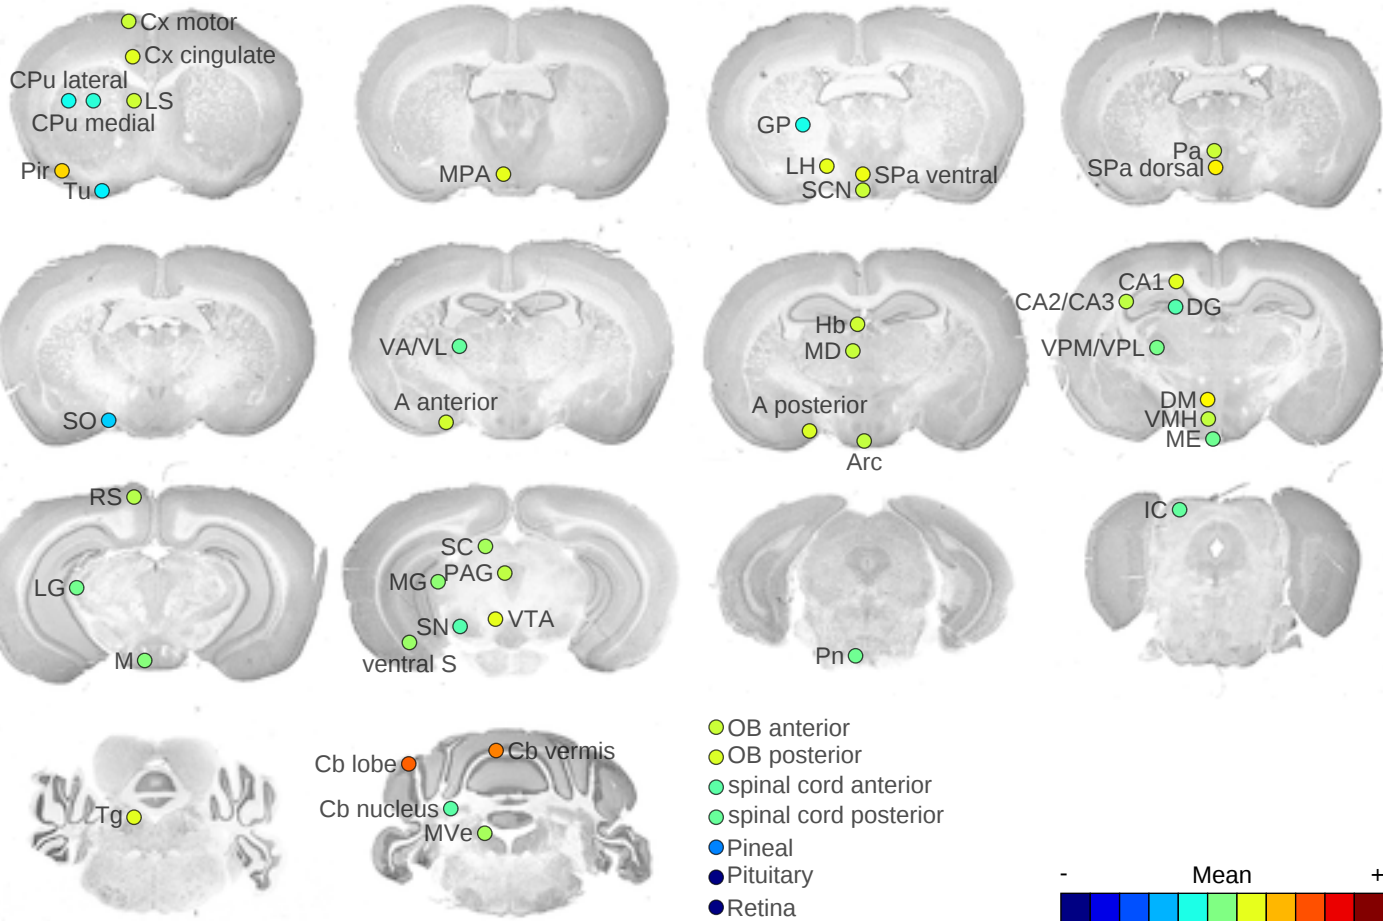 Cx motor
Cx cingulate
CPu lateral
LS
CPu medial
Pir
Tu
MPA
GP
LH
SPa ventral
SCN
Pa
SPa dorsal
SO
VA/VL
A anterior
Hb
MD
A posterior
Arc
CA1
CA2/CA3
DG
VPM/VPL
DM
VMH
ME
RS
LG
M
SC
PAG
MG
VTA
SN
ventral S
Pn
IC
Tg
Cb vermis
Cb lobe
Cb nucleus
MVe
OB anterior
OB posterior
spinal cord anterior
spinal cord posterior
Pineal
Pituitary
Retina
- Mean +